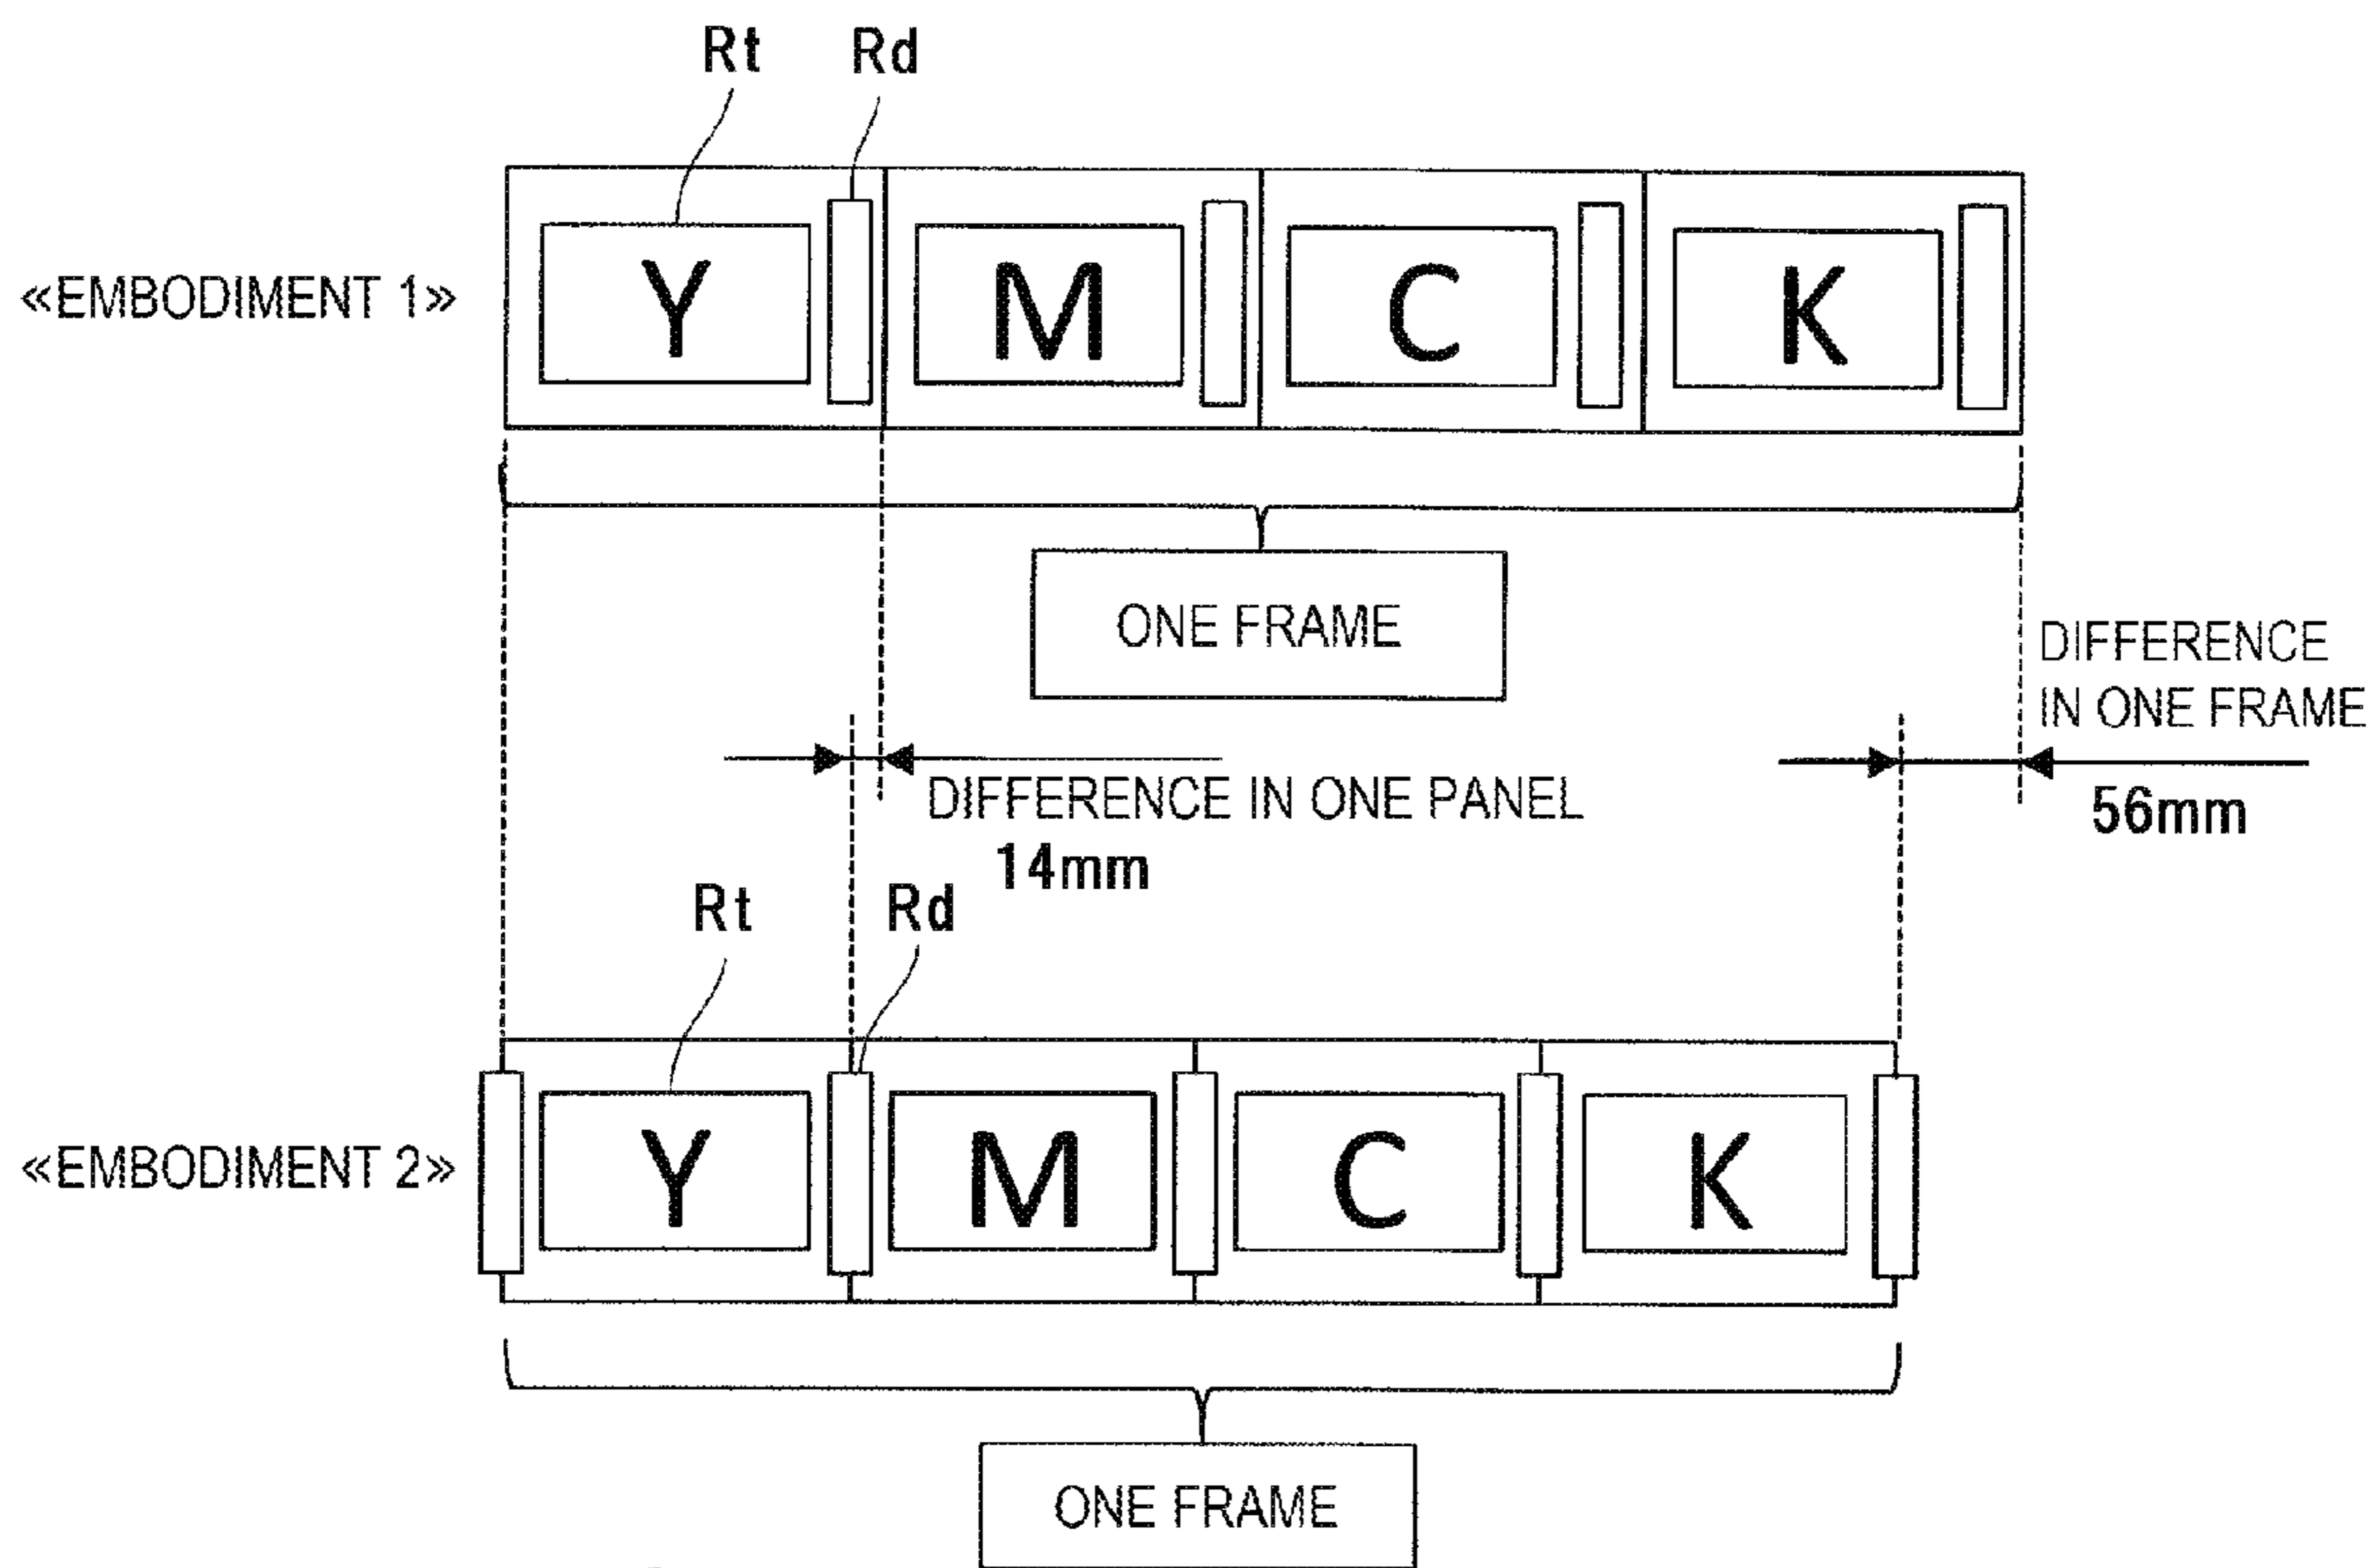 Rt Rd
«EMBODIMENT 1» Y M C K
ONE FRAME
DIFFERENCE
IN ONE FRAME
56mm
DIFFERENCE IN ONE PANEL
14mm
Rt Rd
«EMBODIMENT 2» Y M C K
ONE FRAME